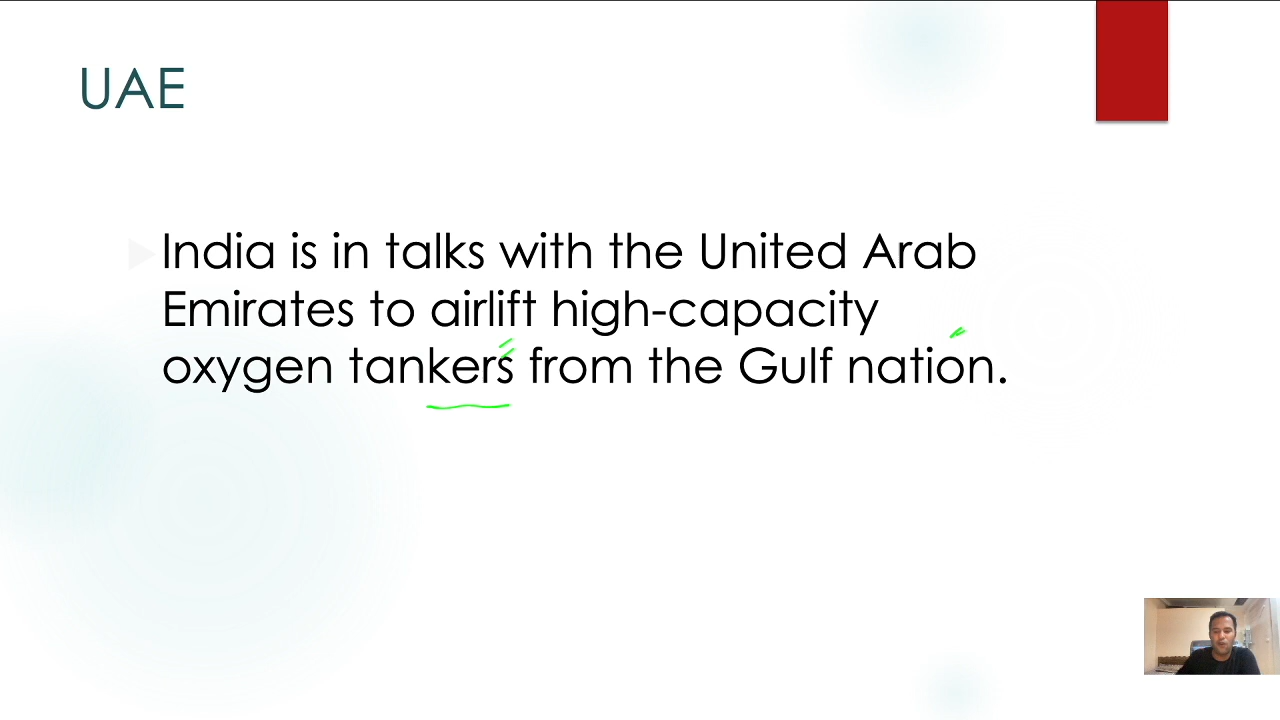 UAE
India is in talks with the United Arab
Emirates to airlift high-capacity
oxygen tankers from the Gulf nation.